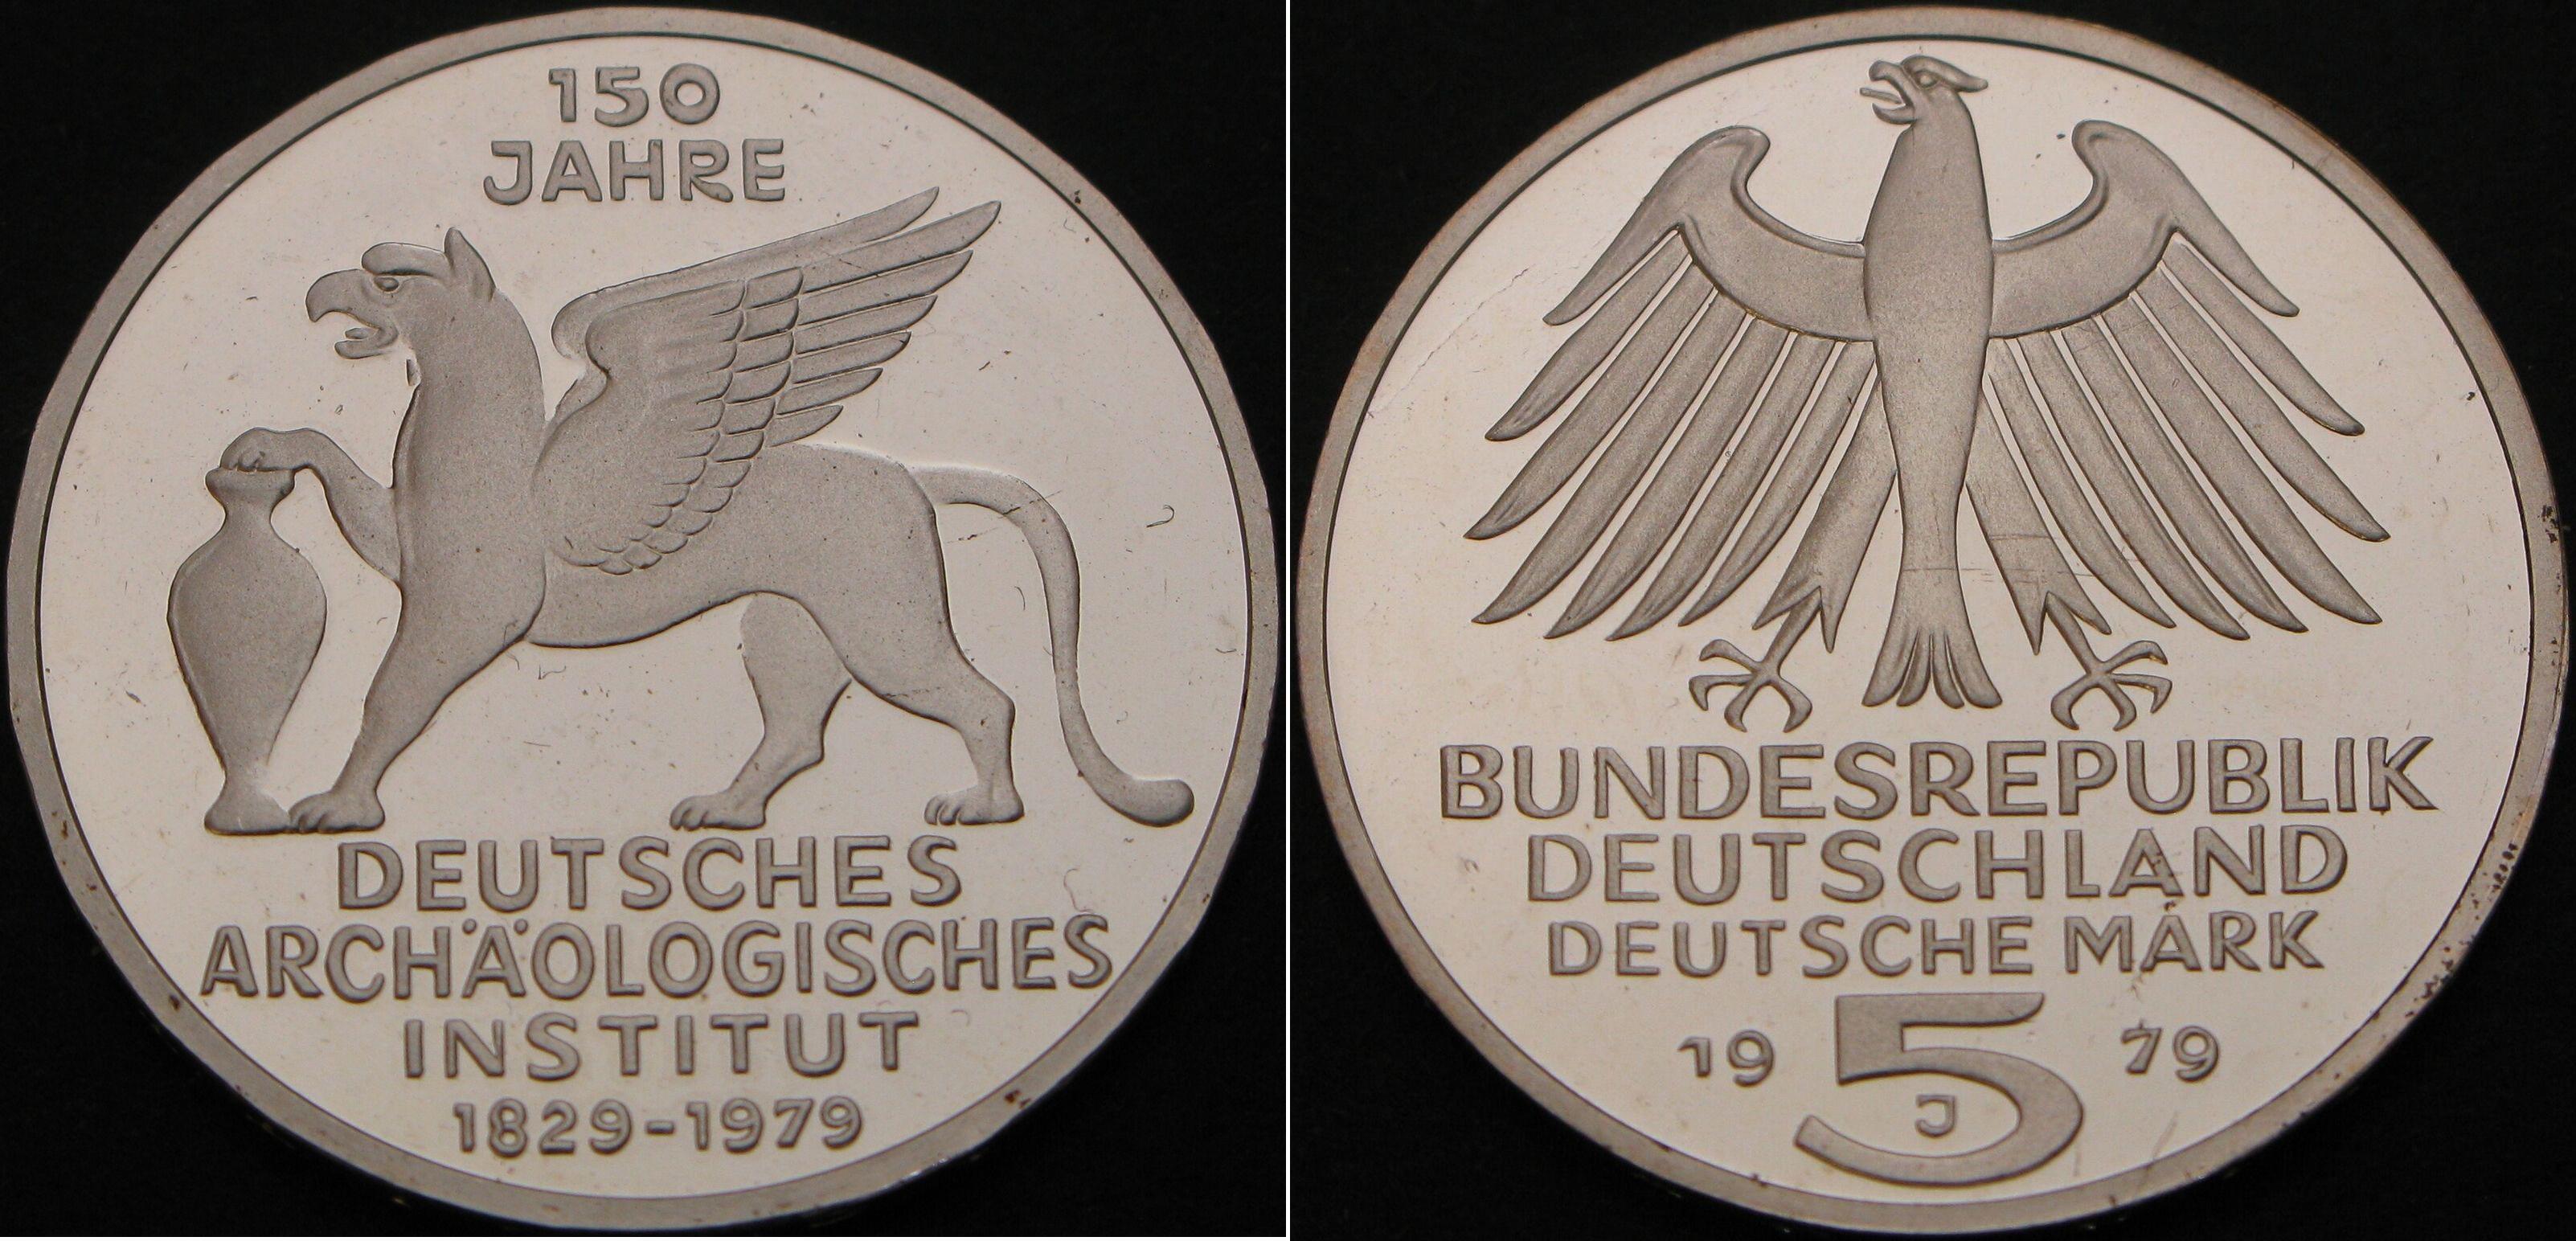 150
JAHRE
DEUTSCHES
ARCHÄOLOGISCHES
INSTITUT
1829-1979
BUNDESREPUBLIK
DEUTSCHLAND
DEUTSCHE MARK
19 5 79
J